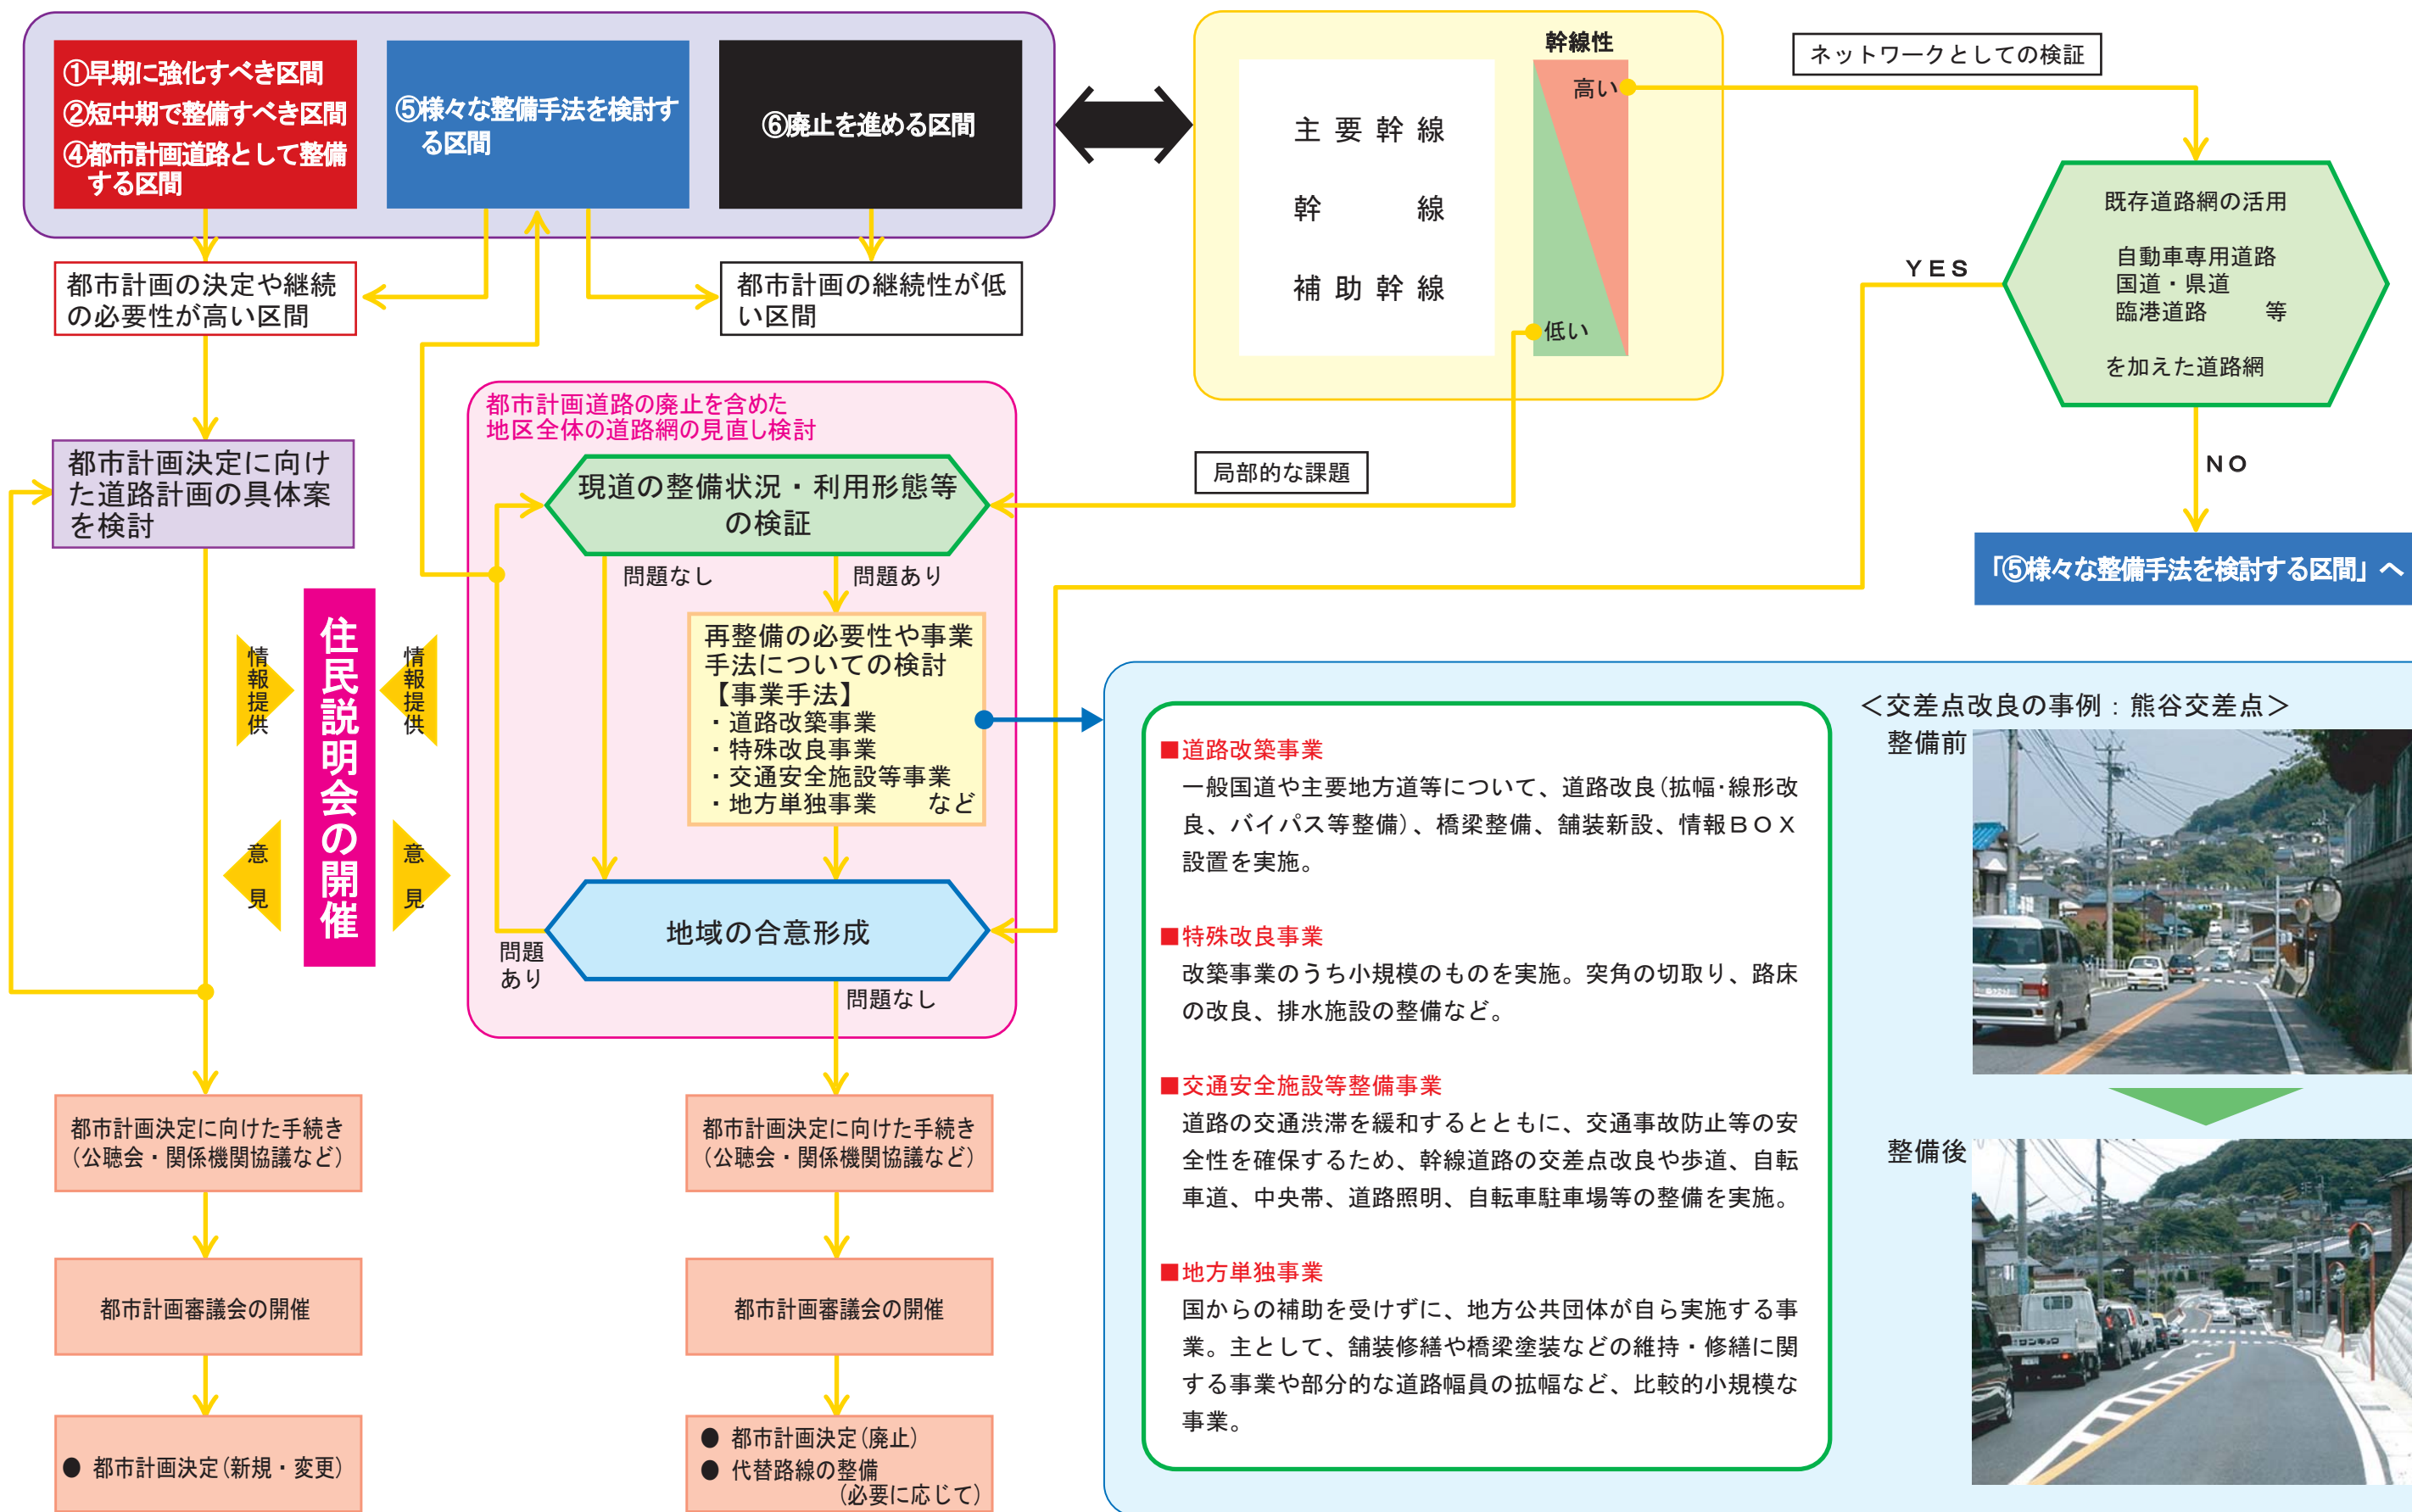 ①早期に強化すべき区間
②短中期で整備すべき区間
④都市計画道路として整備
する区間
⑤様々な整備手法を検討す
る区間
⑥廃止を進める区間
都市計画の決定や継続
の必要性が高い区間
都市計画の継続性が低
い区間
幹線性
高い
主要幹線
幹線
補助幹線
低い
ネットワークとしての検証
既存道路網の活用
自動車専用道路
国道・県道
臨港道路 等
を加えた道路網
YES
NO
「⑤様々な整備手法を検討する区間」へ
局部的な課題
都市計画決定に向け
た道路計画の具体案
を検討
都市計画道路の廃止を含めた
地区全体の道路網の見直し検討
現道の整備状況・利用形態等
の検証
問題なし
問題あり
再整備の必要性や事業
手法についての検討
【事業手法】
・道路改築事業
・特殊改良事業
・交通安全施設等事業
・地方単独事業 など
地域の合意形成
問題
あり
問題なし
住民説明会の開催
情報提供
情報提供
意見
意見
都市計画決定に向けた手続き
(公聴会・関係機関協議など)
都市計画審議会の開催
● 都市計画決定(新規・変更)
都市計画決定に向けた手続き
(公聴会・関係機関協議など)
都市計画審議会の開催
● 都市計画決定(廃止)
● 代替路線の整備
(必要に応じて)
■道路改築事業
一般国道や主要地方道等について、道路改良(拡幅・線形改
良、バイパス等整備)、橋梁整備、舗装新設、情報BOX
設置を実施。
■特殊改良事業
改築事業のうち小規模のものを実施。突角の切取り、路床
の改良、排水施設の整備など。
■交通安全施設等整備事業
道路の交通渋滞を緩和するとともに、交通事故防止等の安
全性を確保するため、幹線道路の交差点改良や歩道、自転
車道、中央帯、道路照明、自転車駐車場等の整備を実施。
■地方単独事業
国からの補助を受けずに、地方公共団体が自ら実施する事
業。主として、舗装修繕や橋梁塗装などの維持・修繕に関
する事業や部分的な道路幅員の拡幅など、比較的小規模な
事業。
＜交差点改良の事例：熊谷交差点＞
整備前
整備後